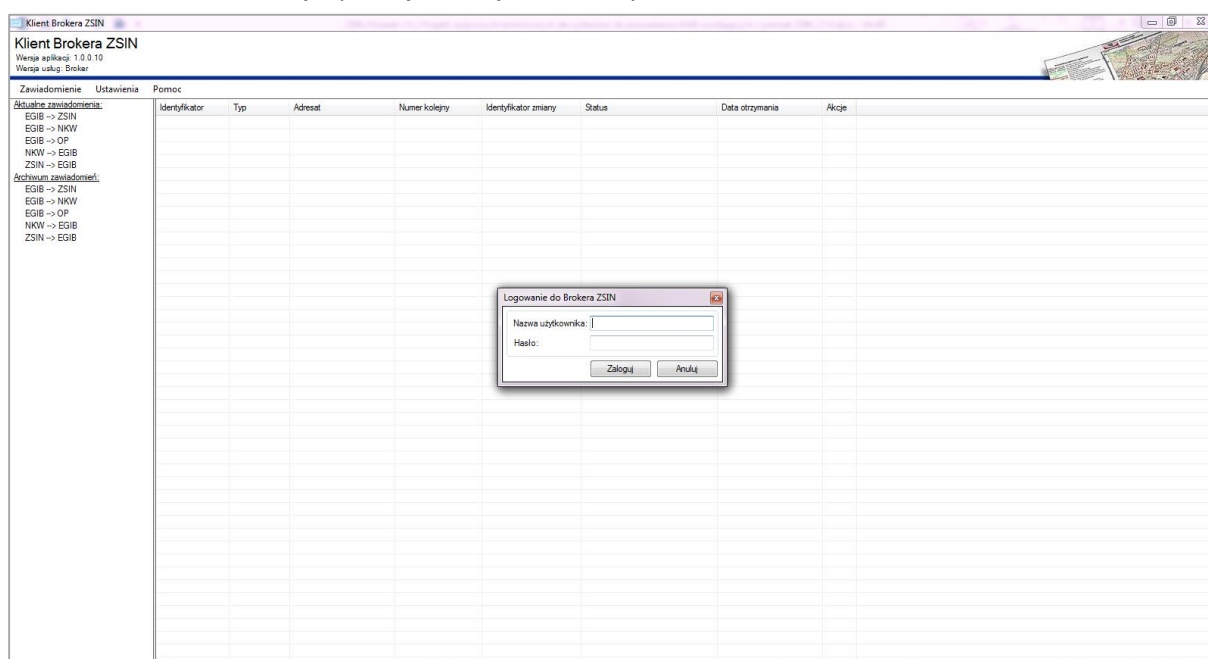 Klient Brokera ZSIN
Klient Brokera ZSIN
Wersja aplikacji: 1.0.0.10
Wersja usług: Broker
Zawiadomienie Ustawienia Pomoc
Aktualne zawiadomienia:
EGIB --> ZSIN
EGIB --> NKW
EGIB --> OP
NKW --> EGIB
ZSIN --> EGIB
Archiwum zawiadomień:
EGIB --> ZSIN
EGIB --> NKW
EGIB --> OP
NKW --> EGIB
ZSIN --> EGIB
Identyfikator Typ Adresat Numer kolejny Identyfikator zmiany Status Data otrzymania Akcje
Logowanie do Brokera ZSIN
Nazwa użytkownika:
Hasło:
Zaloguj Anuluj